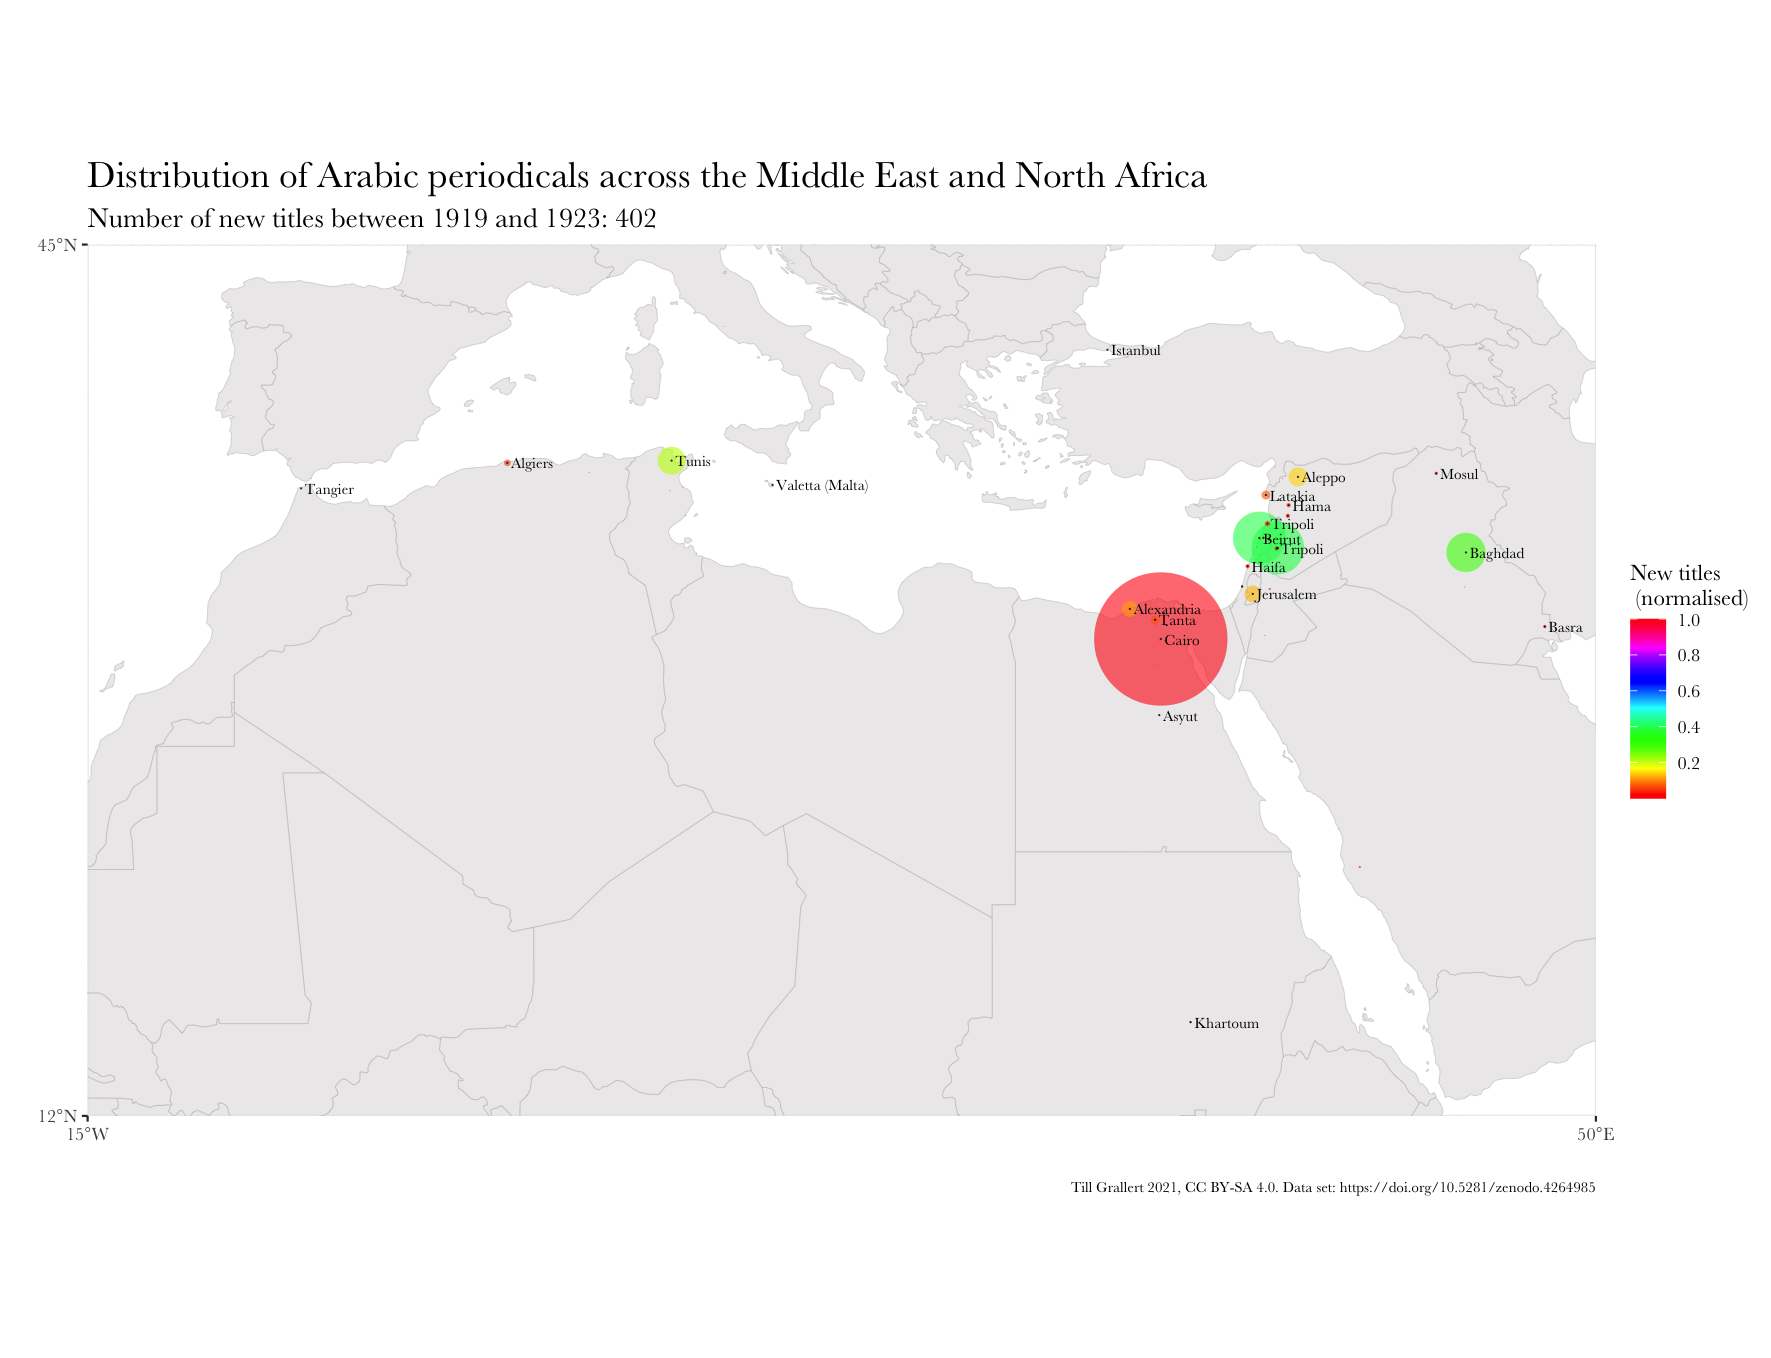 Distribution of Arabic periodicals across the Middle East and North Africa
Number of new titles between 1919 and 1923: 402
45°N
Istanbul
Algiers
Tunis
Tangier
Valetta (Malta)
Aleppo
Mosul
Latakia
Hama
Tripoli
Beirut
Tripoli
Baghdad
Haifa
Jerusalem
Alexandria
Tanta
Cairo
Basra
Asyut
Khartoum
New titles
(normalised)
1.0
0.8
0.6
0.4
0.2
12°N
15°W
50°E
Till Grallert 2021, CC BY-SA 4.0. Data set: https://doi.org/10.5281/zenodo.4264985